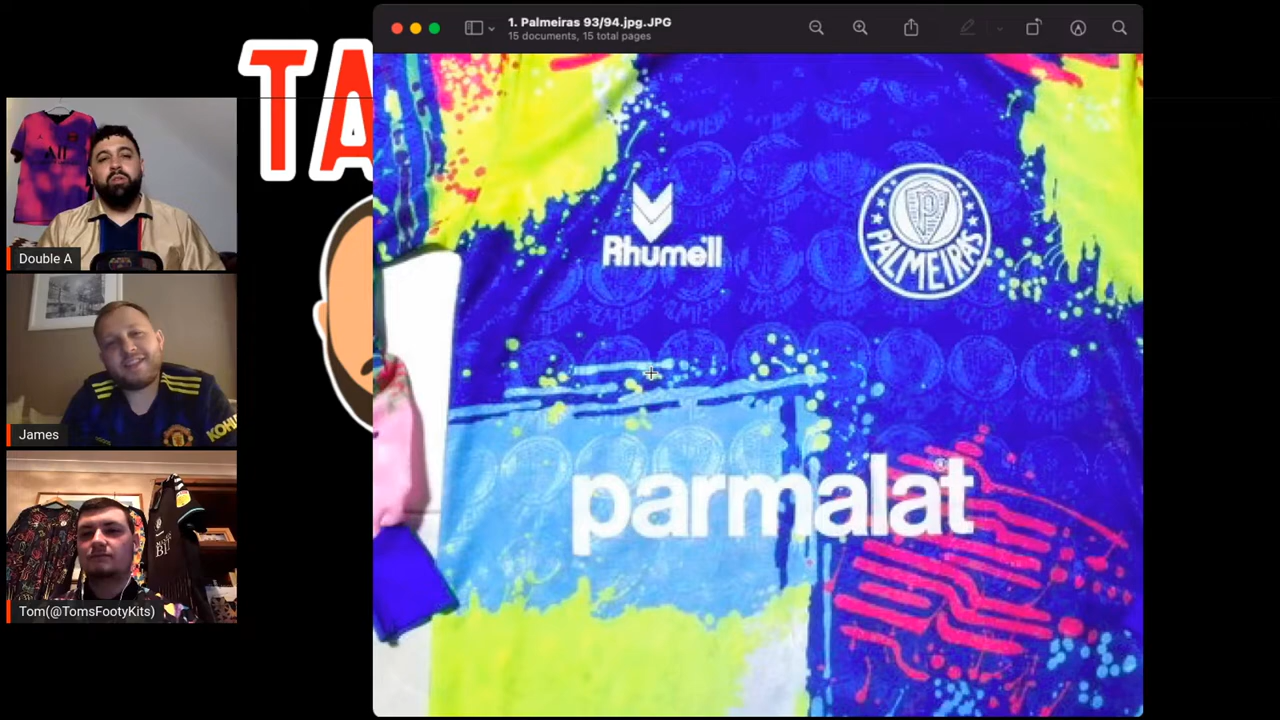 1. Palmeiras 93/94.jpg.JPG
15 documents, 15 total pages
TA
Double A
James
Tom(@TomsFootyKits)
Rhumell
PALMEIRAS
P
parmalat
®
KOHL